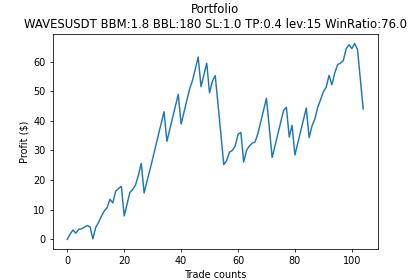 Portfolio
WAVESUSDT BBM:1.8 BBL:180 SL:1.0 TP:0.4 lev:15 WinRatio:76.0
Profit ($)
60
50
40
30
20
10
0
0 20 40 60 80 100
Trade counts